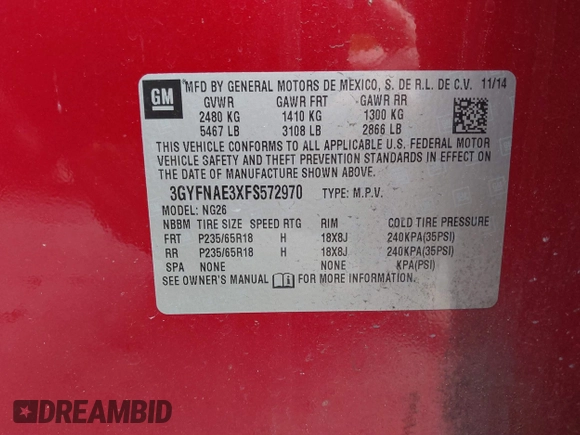 GM
MFD BY GENERAL MOTORS DE MEXICO, S. DE R.L. DE C.V. 11/14
GVWR GAWR FRT GAWR RR
2480 KG 1410 KG 1300 KG
5467 LB 3108 LB 2866 LB
THIS VEHICLE CONFORMS TO ALL APPLICABLE U.S. FEDERAL MOTOR
VEHICLE SAFETY AND THEFT PREVENTION STANDARDS IN EFFECT ON
THE DATE OF MANUFACTURE SHOWN ABOVE.
3GYFNAE3XFS572970 TYPE: M.P.V.
MODEL: NG26
NBBM TIRE SIZE SPEED RTG RIM COLD TIRE PRESSURE
FRT P235/65R18 H 18X8J 240KPA(35PSI)
RR P235/65R18 H 18X8J 240KPA(35PSI)
SPA NONE NONE KPA(PSI)
SEE OWNER'S MANUAL FOR MORE INFORMATION.
DREAMBID